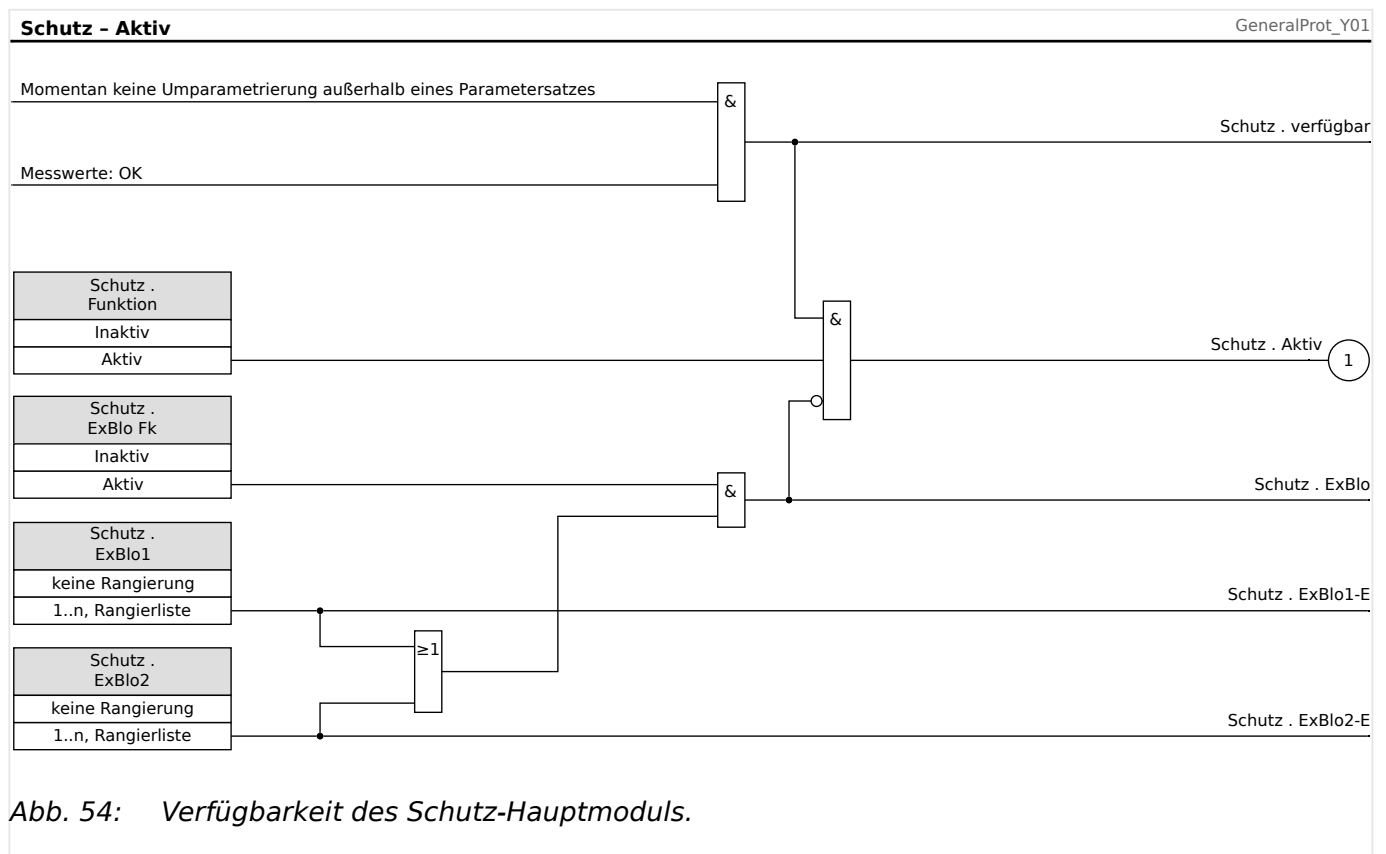 Schutz – Aktiv
GeneralProt_Y01
Momentan keine Umparametrierung außerhalb eines Parametersatzes
&
Schutz . verfügbar
Messwerte: OK
Schutz .
Funktion
Inaktiv
Aktiv
&
Schutz . Aktiv
1
Schutz .
ExBlo Fk
Inaktiv
Aktiv
&
Schutz . ExBlo
Schutz .
ExBlo1
keine Rangierung
1..n, Rangierliste
Schutz . ExBlo1-E
≥1
Schutz .
ExBlo2
keine Rangierung
1..n, Rangierliste
Schutz . ExBlo2-E
Abb. 54: Verfügbarkeit des Schutz-Hauptmoduls.